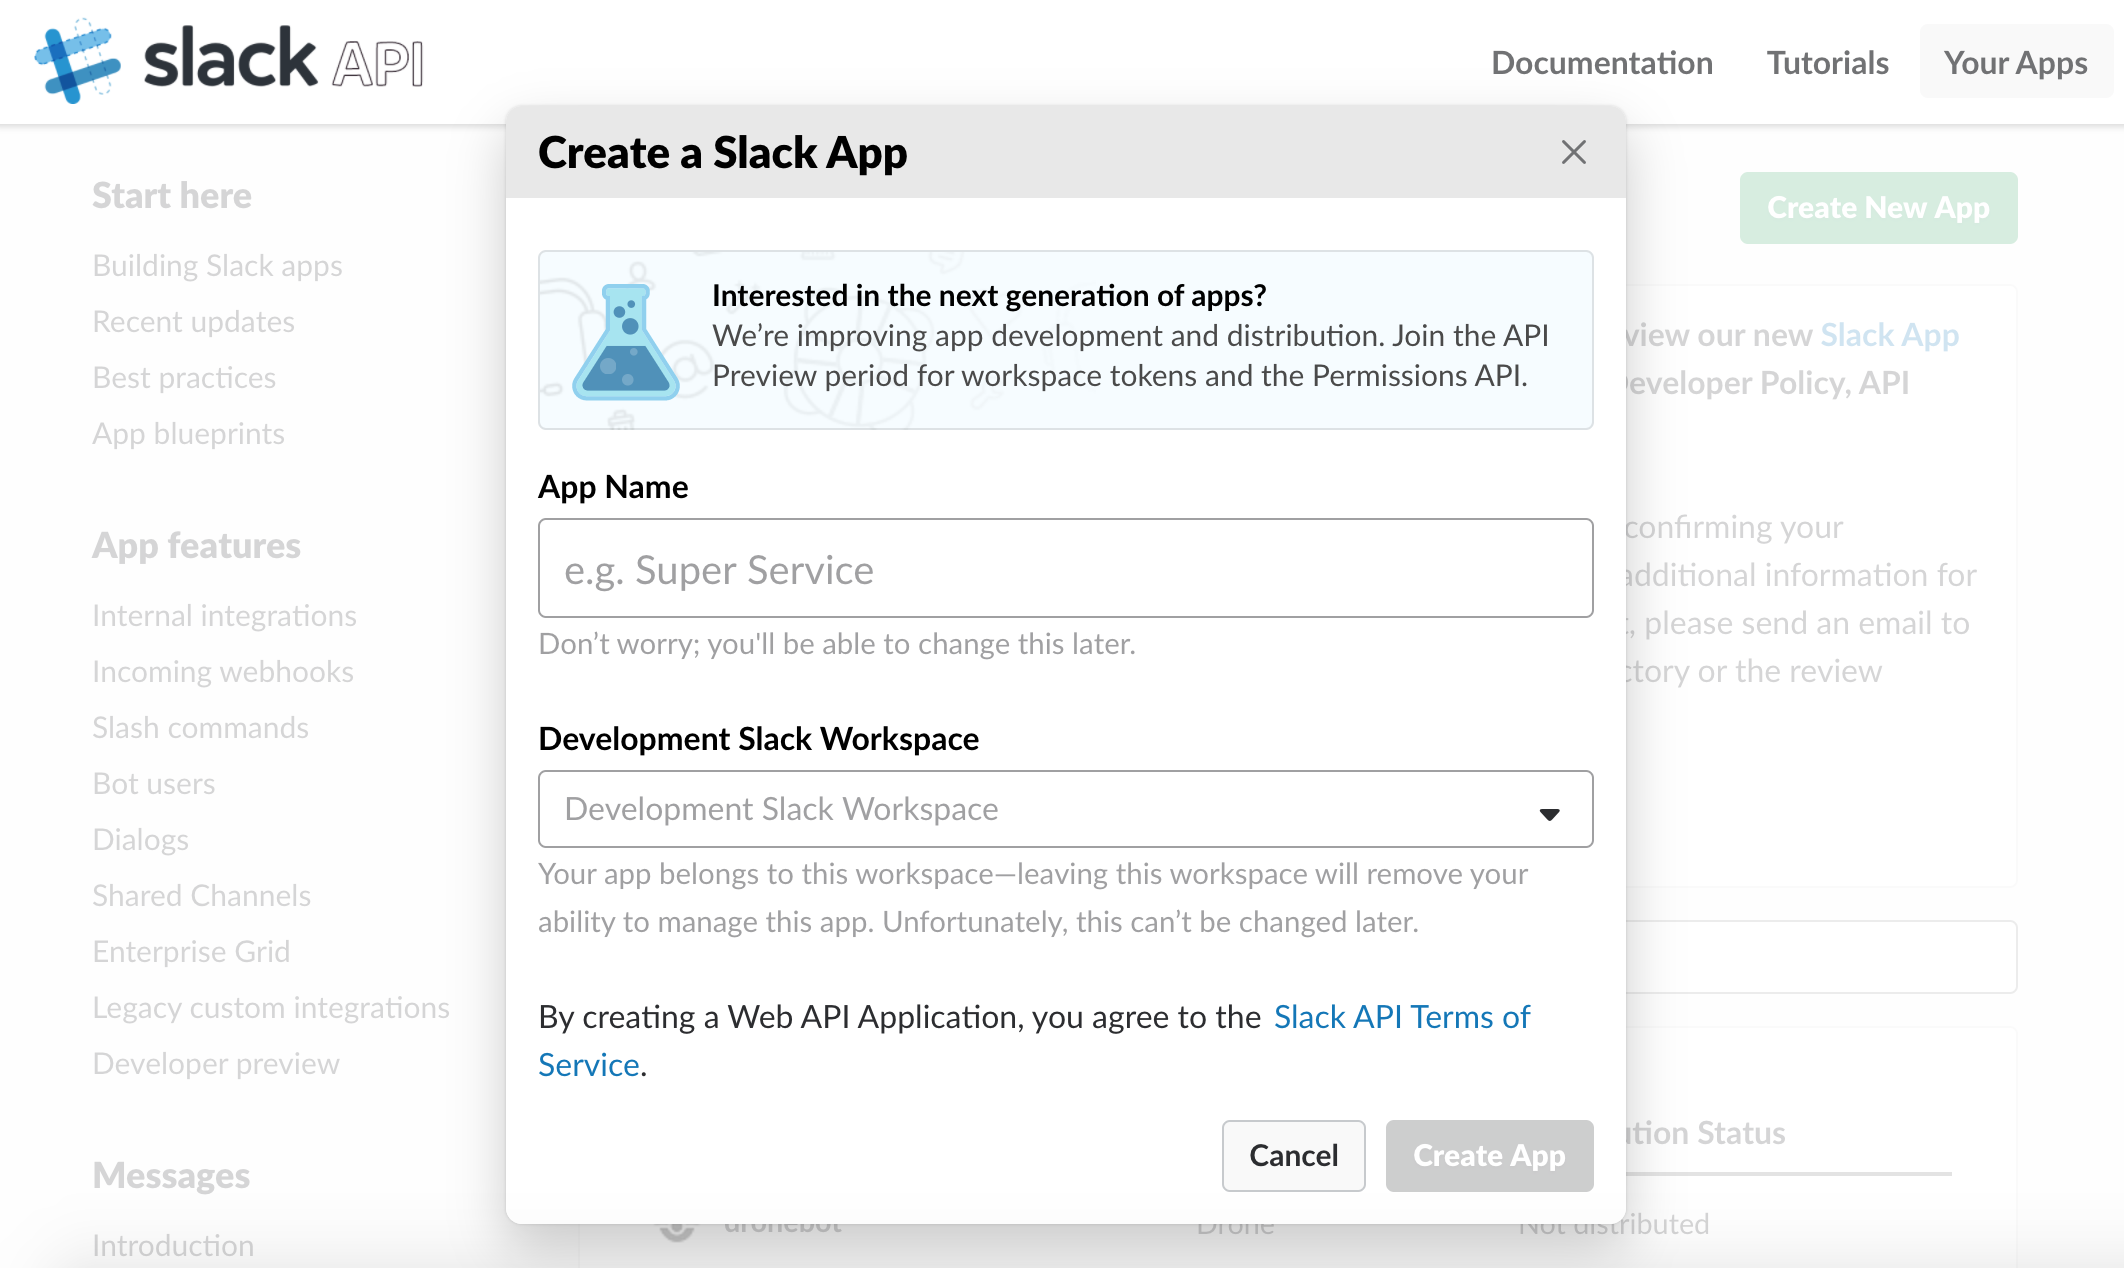 slack API
Documentation
Tutorials
Your Apps
Start here
Building Slack apps
Recent updates
Best practices
App blueprints
App features
Internal integrations
Incoming webhooks
Slash commands
Bot users
Dialogs
Shared Channels
Enterprise Grid
Legacy custom integrations
Developer preview
Messages
Introduction
Create a Slack App
Interested in the next generation of apps?
We’re improving app development and distribution. Join the API
Preview period for workspace tokens and the Permissions API.
App Name
e.g. Super Service
Don’t worry; you'll be able to change this later.
Development Slack Workspace
Development Slack Workspace
Your app belongs to this workspace—leaving this workspace will remove your
ability to manage this app. Unfortunately, this can’t be changed later.
By creating a Web API Application, you agree to the Slack API Terms of
Service.
Cancel
Create App
Create New App
view our new Slack App
eveloper Policy, API
confirming your
additional information for
, please send an email to
ctory or the review
ution Status
dronebot
Drone
Not distributed